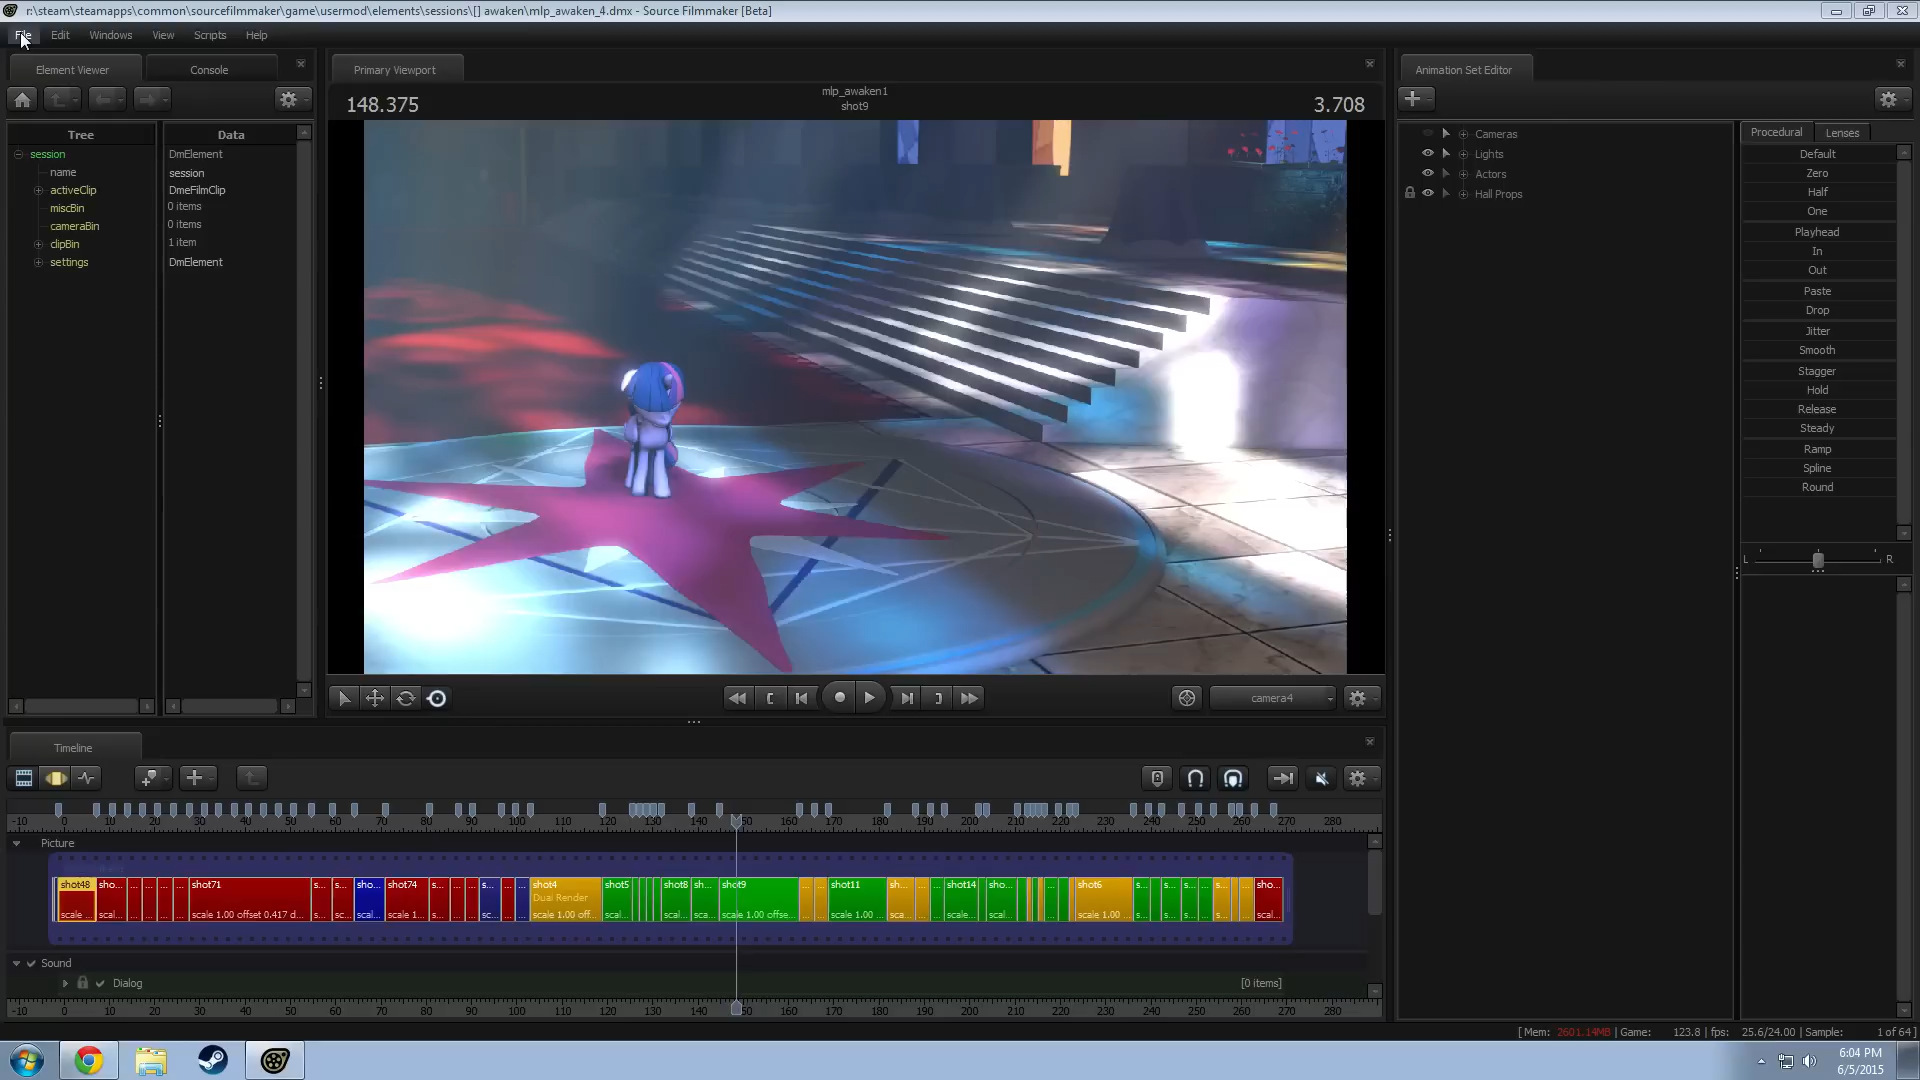 r:\steam\steamapps\common\sourcefilmmaker\game\usermod\elements\sessions\[] awaken\mlp_awaken_4.dmx - Source Filmmaker [Beta]
File Edit Windows View Scripts Help
Element Viewer Console
Primary Viewport
Animation Set Editor
148.375
mlp_awaken1
shot9
3.708
Tree Data
session DmElement
name session
activeClip DmeFilmClip
miscBin 0 items
cameraBin 0 items
clipBin 1 item
settings DmElement
Cameras
Lights
Actors
Hall Props
Procedural Lenses
Default
Zero
Half
One
Playhead
In
Out
Paste
Drop
Jitter
Smooth
Stagger
Hold
Release
Steady
Ramp
Spline
Round
L R
camera4
Timeline
-10 0 10 20 30 40 50 60 70 80 90 100 110 120 130 140 150 160 170 180 190 200 210 220 230 240 250 260 270 280
Picture
shot48 sho... ... ... ... ... shot71 s... s... sho... shot74 s... ... ... s... ... ... shot4 shot5 shot8 sh... shot9 ... ... shot11 sh... ... ... shot14 sho... ... ... shot6 s... ... s... s... ... s... ... sho...
Dual Render
scale ... scal... ... ... ... ... scale 1.00 offset 0.417 d... s... sc... scal... scale 1... s... ... ... sc... ... ... scale 1.00 off... scal... scale... sc... scale 1.00 offse... ... ... scale 1.00 ... sca... ... ... scale... scal... ... ... scale 1.00 ... s... ... s... s... ... s... ... scal...
Sound
Dialog [0 items]
-10 0 10 20 30 40 50 60 70 80 90 100 110 120 130 140 150 160 170 180 190 200 210 220 230 240 250 260 270 280
[ Mem: 2601.14MB | Game: 123.8 | fps: 25.6/24.00 | Sample: 1 of 64 ]
6:04 PM
6/5/2015